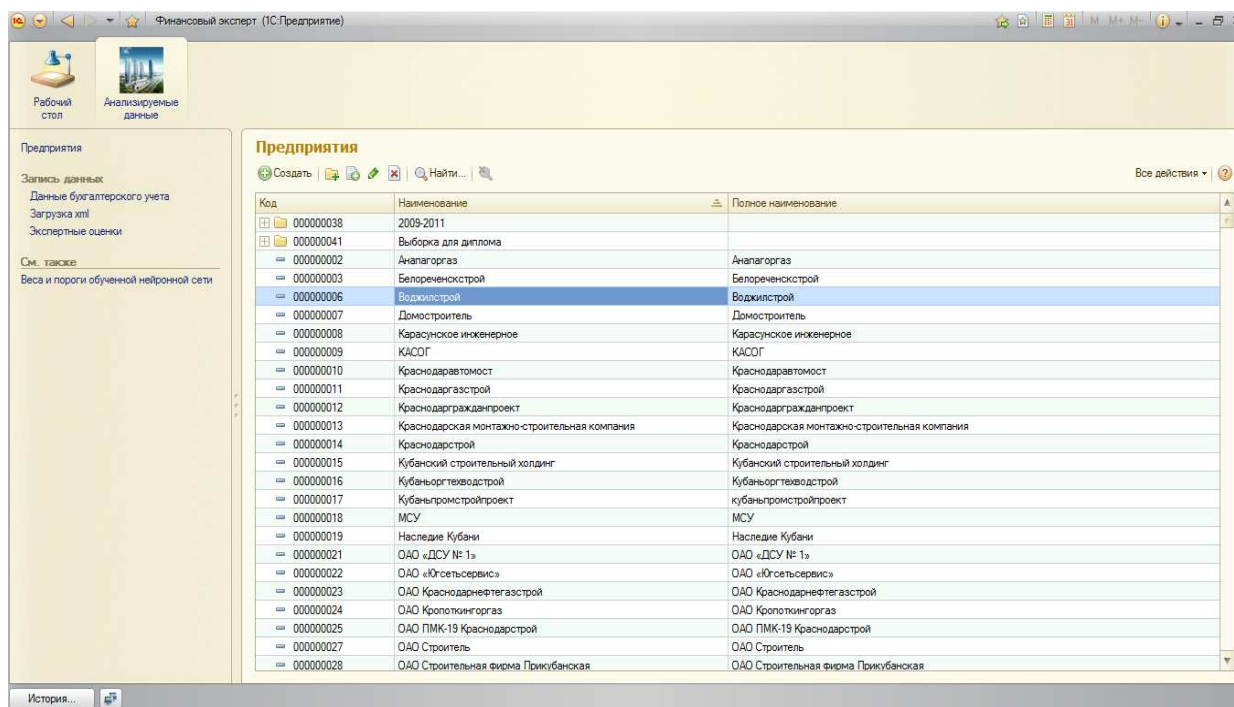 Финансовый эксперт (1С:Предприятие)
M M+ M-
Рабочий стол
Анализируемые данные
Предприятия
Запись данных
Данные бухгалтерского учета
Загрузка xml
Экспертные оценки
См. также
Веса и пороги обученной нейронной сети
Предприятия
Создать Найти... Все действия
Код Наименование Полное наименование
000000038 2009-2011
000000041 Выборка для диплома
000000002 Анапагоргаз Анапагоргаз
000000003 Белореченскстрой Белореченскстрой
000000006 Воджилстрой Воджилстрой
000000007 Домостроитель Домостроитель
000000008 Карасунское инженерное Карасунское инженерное
000000009 КАСОГ КАСОГ
000000010 Краснодаравтомост Краснодаравтомост
000000011 Краснодаргазстрой Краснодаргазстрой
000000012 Краснодаргражданпроект Краснодаргражданпроект
000000013 Краснодарская монтажно-строительная компания Краснодарская монтажно-строительная компания
000000014 Краснодарстрой Краснодарстрой
000000015 Кубанский строительный холдинг Кубанский строительный холдинг
000000016 Кубаньоргтехводстрой Кубаньоргтехводстрой
000000017 Кубаньпромстройпроект кубаньпромстройпроект
000000018 МСУ МСУ
000000019 Наследие Кубани Наследие Кубани
000000021 ОАО «ДСУ № 1» ОАО «ДСУ № 1»
000000022 ОАО «Югсетьсервис» ОАО «Югсетьсервис»
000000023 ОАО Краснодарнефтегазстрой ОАО Краснодарнефтегазстрой
000000024 ОАО Кропоткингоргаз ОАО Кропоткингоргаз
000000025 ОАО ПМК-19 Краснодарстрой ОАО ПМК-19 Краснодарстрой
000000027 ОАО Строитель ОАО Строитель
000000028 ОАО Строительная фирма Прикубанская ОАО Строительная фирма Прикубанская
История...